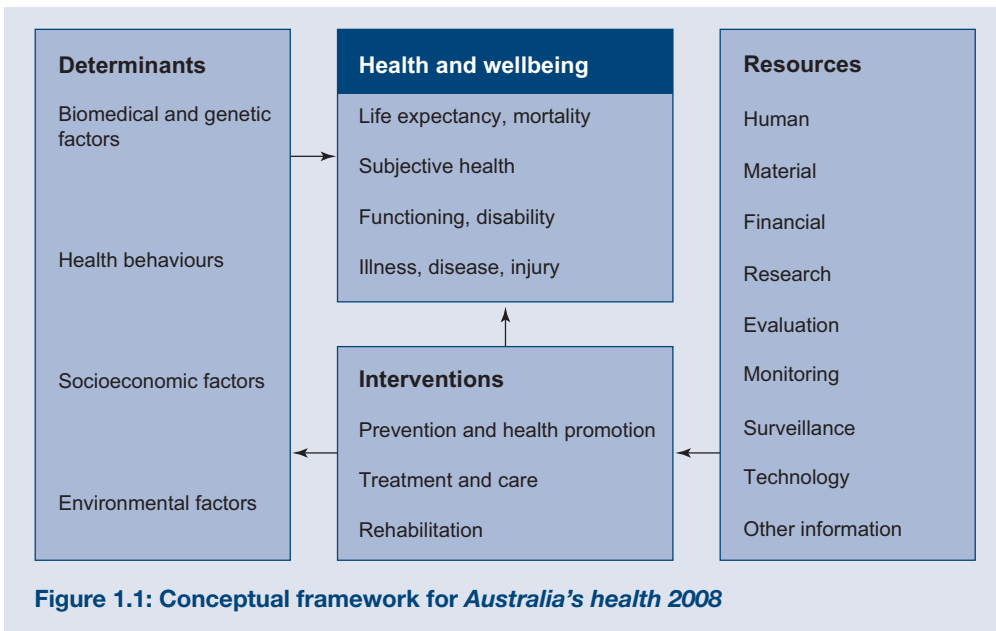 Determinants
Biomedical and genetic
factors
Health behaviours
Socioeconomic factors
Environmental factors
Health and wellbeing
Life expectancy, mortality
Subjective health
Functioning, disability
Illness, disease, injury
Interventions
Prevention and health promotion
Treatment and care
Rehabilitation
Resources
Human
Material
Financial
Research
Evaluation
Monitoring
Surveillance
Technology
Other information
Figure 1.1: Conceptual framework for Australia's health 2008